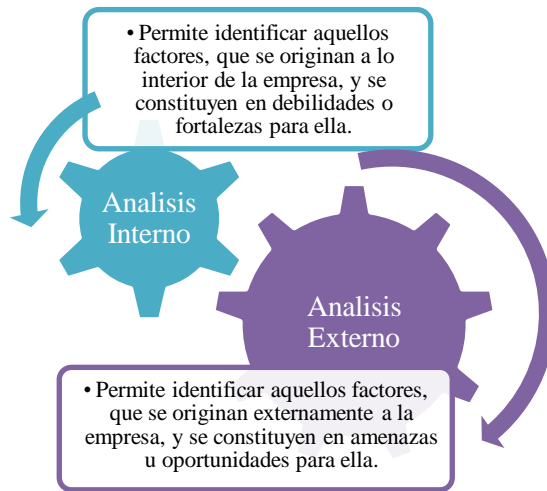 • Permite identificar aquellos
factores, que se originan a lo
interior de la empresa, y se
constituyen en debilidades o
fortalezas para ella.
Analisis
Interno
Analisis
Externo
• Permite identificar aquellos factores,
que se originan externamente a la
empresa, y se constituyen en amenazas
u oportunidades para ella.